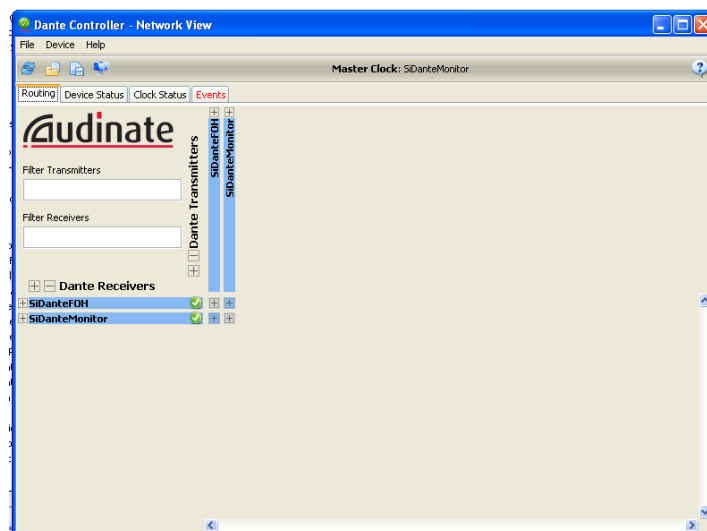 Dante Controller - Network View
File Device Help
Master Clock: SiDanteMonitor
Routing Device Status Clock Status Events
Audinate
Filter Transmitters
Filter Receivers
Dante Transmitters
SiDanteFOH
SiDanteMonitor
Dante Receivers
SiDanteFOH
SiDanteMonitor